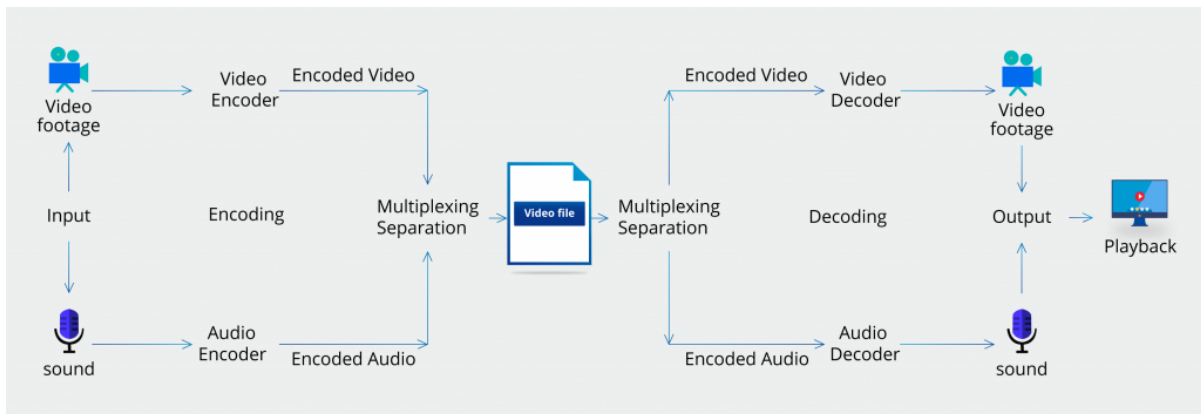 Video
footage
Video
Encoder
Encoded Video
Input
Encoding
Multiplexing
Separation
sound
Audio
Encoder
Encoded Audio
Video file
Multiplexing
Separation
Encoded Video
Video
Decoder
Video
footage
Decoding
Output
Playback
Encoded Audio
Audio
Decoder
sound